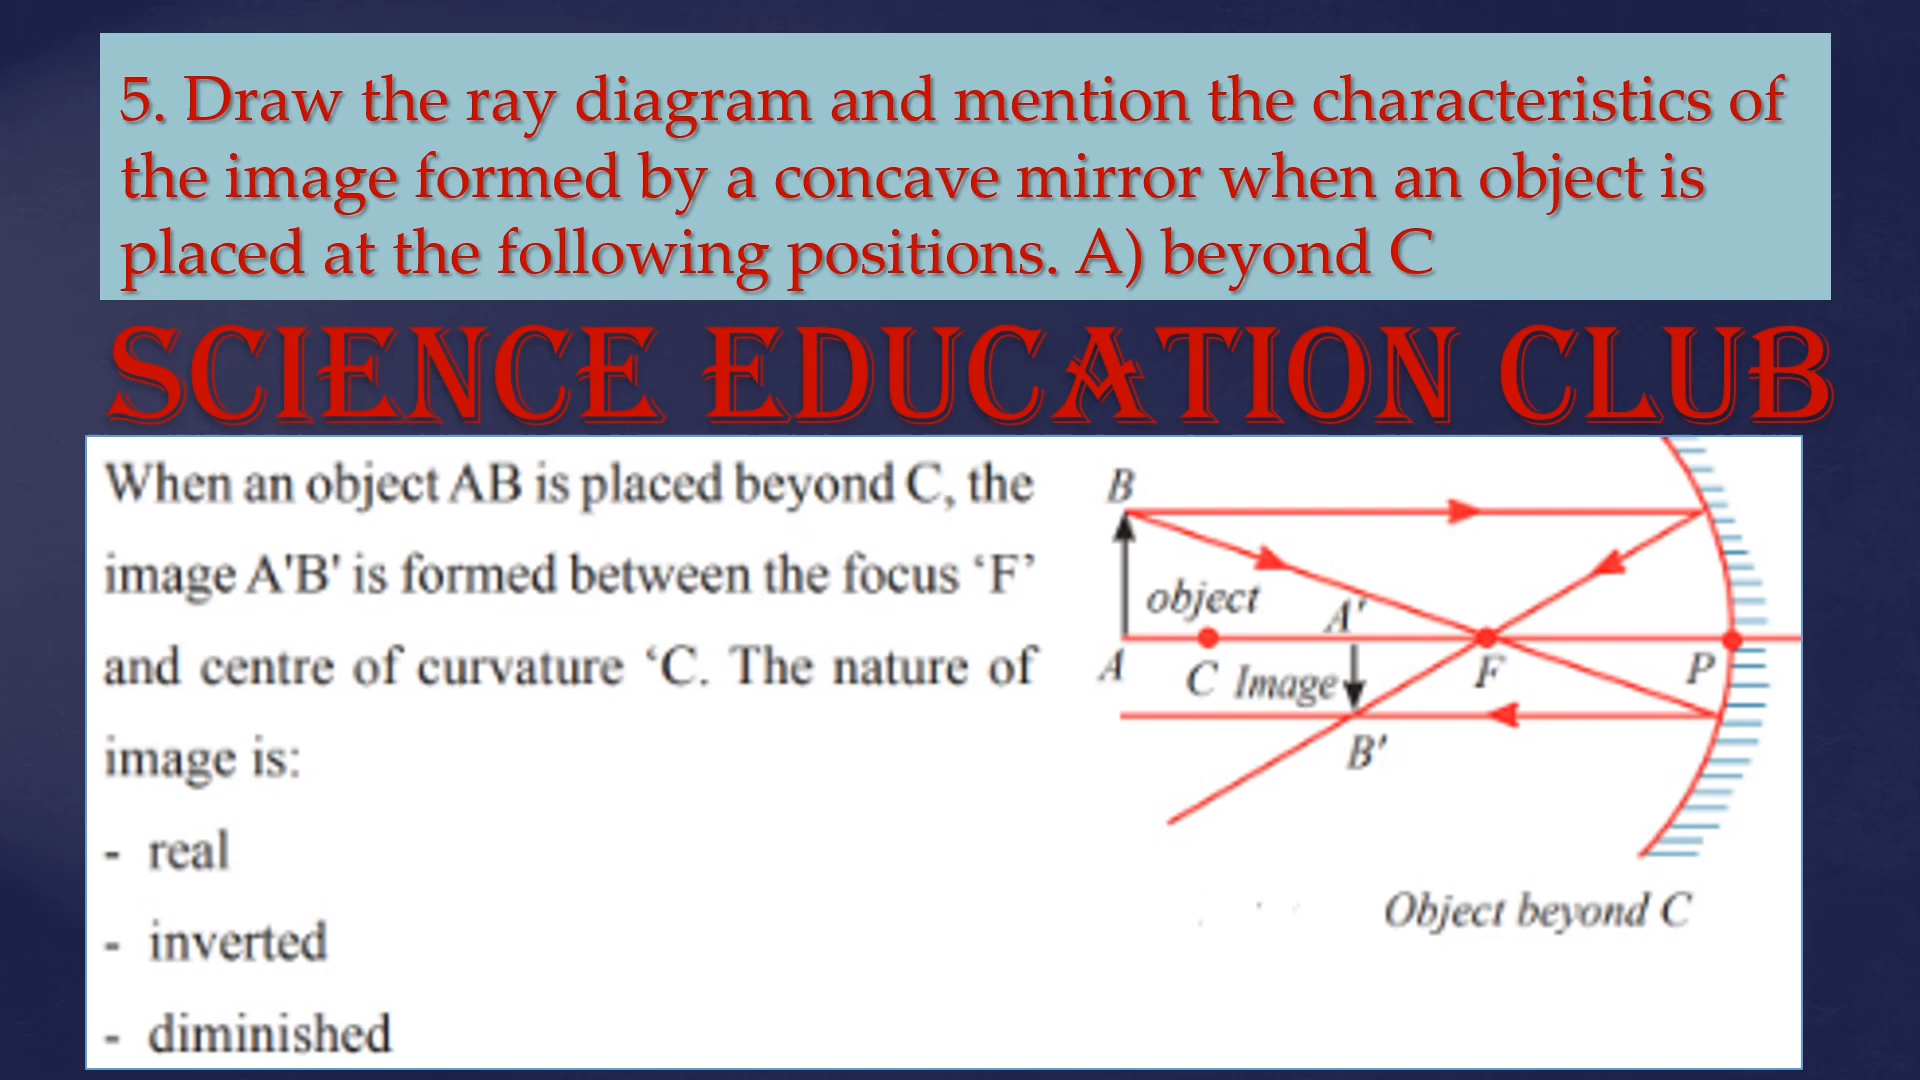 5. Draw the ray diagram and mention the characteristics of
the image formed by a concave mirror when an object is
placed at the following positions. A) beyond C
SCIENCE EDUCATION CLUB
When an object AB is placed beyond C, the
image A'B' is formed between the focus ‘F’
and centre of curvature ‘C. The nature of
image is:
- real
- inverted
- diminished
B
object
A'
A
C
Image
F
P
B'
Object beyond C